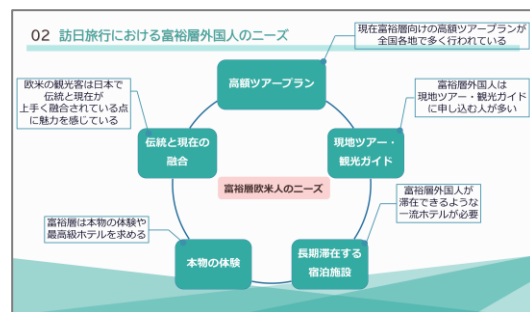 02 訪日旅行における富裕層外国人のニーズ
現在富裕層向けの高額ツアープランが
全国各地で多く行われている
高額ツアープラン
欧米の観光客は日本で
伝統と現在が
上手く融合されている点
に魅力を感じている
富裕層外国人は
現地ツアー・観光ガイド
に申し込む人が多い
伝統と現在の
融合
現地ツアー・
観光ガイド
富裕層欧米人のニーズ
富裕層外国人が
滞在できるような
一流ホテルが必要
富裕層は本物の体験や
最高級ホテルを求める
本物の体験
長期滞在する
宿泊施設